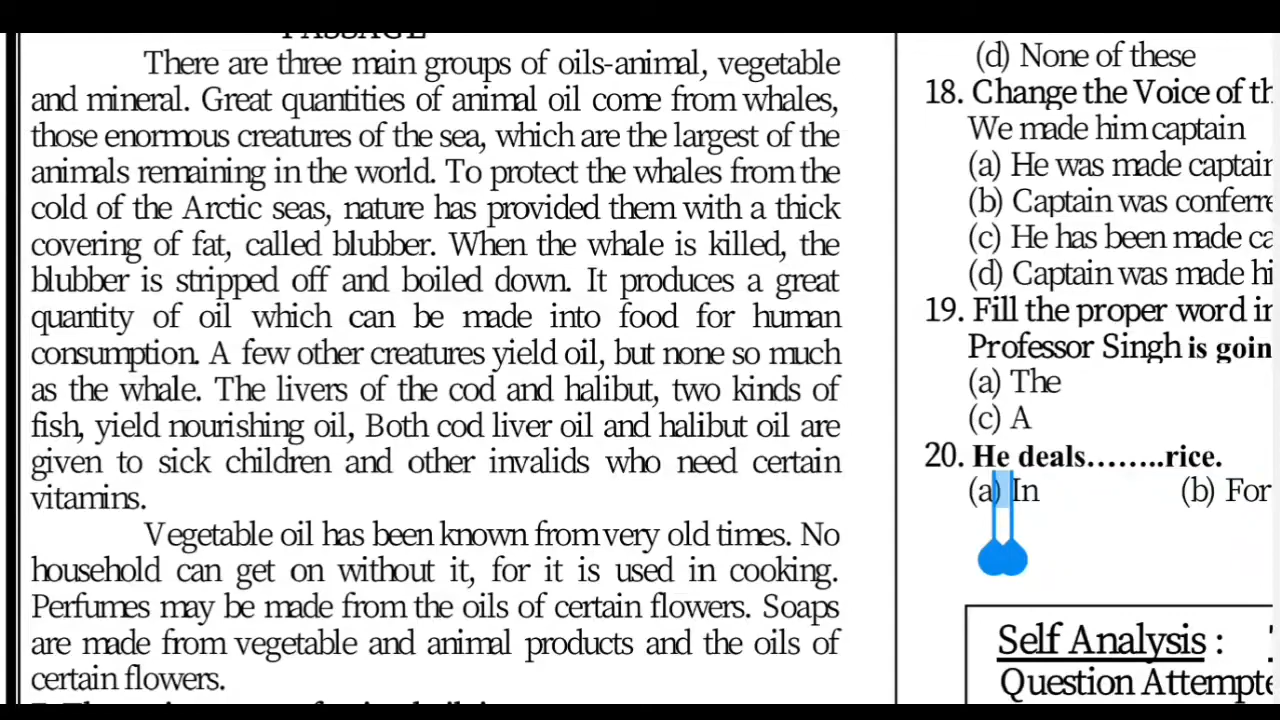 PASSAGE
There are three main groups of oils-animal, vegetable
and mineral. Great quantities of animal oil come from whales,
those enormous creatures of the sea, which are the largest of the
animals remaining in the world. To protect the whales from the
cold of the Arctic seas, nature has provided them with a thick
covering of fat, called blubber. When the whale is killed, the
blubber is stripped off and boiled down. It produces a great
quantity of oil which can be made into food for human
consumption. A few other creatures yield oil, but none so much
as the whale. The livers of the cod and halibut, two kinds of
fish, yield nourishing oil, Both cod liver oil and halibut oil are
given to sick children and other invalids who need certain
vitamins.
Vegetable oil has been known from very old times. No
household can get on without it, for it is used in cooking.
Perfumes may be made from the oils of certain flowers. Soaps
are made from vegetable and animal products and the oils of
certain flowers.
(d) None of these
18. Change the Voice of th
We made him captain
(a) He was made captain
(b) Captain was conferre
(c) He has been made ca
(d) Captain was made hi
19. Fill the proper word in
Professor Singh is goin
(a) The
(c) A
20. He deals........rice.
(a) In (b) For
Self Analysis :
Question Attempte